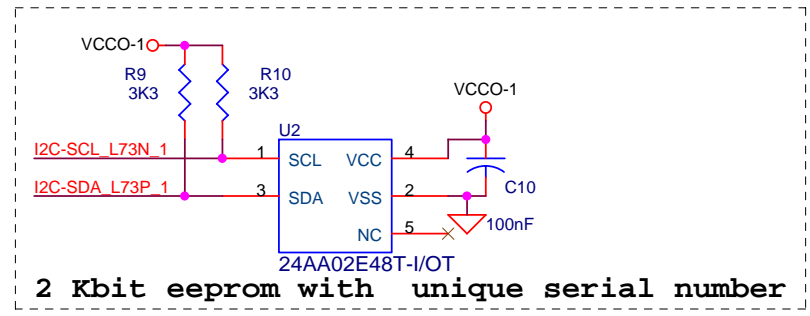 VCCO-1
R9
3K3
R10
3K3
VCCO-1
U2
I2C-SCL_L73N_1
1
SCL
VCC
4
I2C-SDA_L73P_1
3
SDA
VSS
2
C10
100nF
NC
5
24AA02E48T-I/OT
2 Kbit eeprom with unique serial number